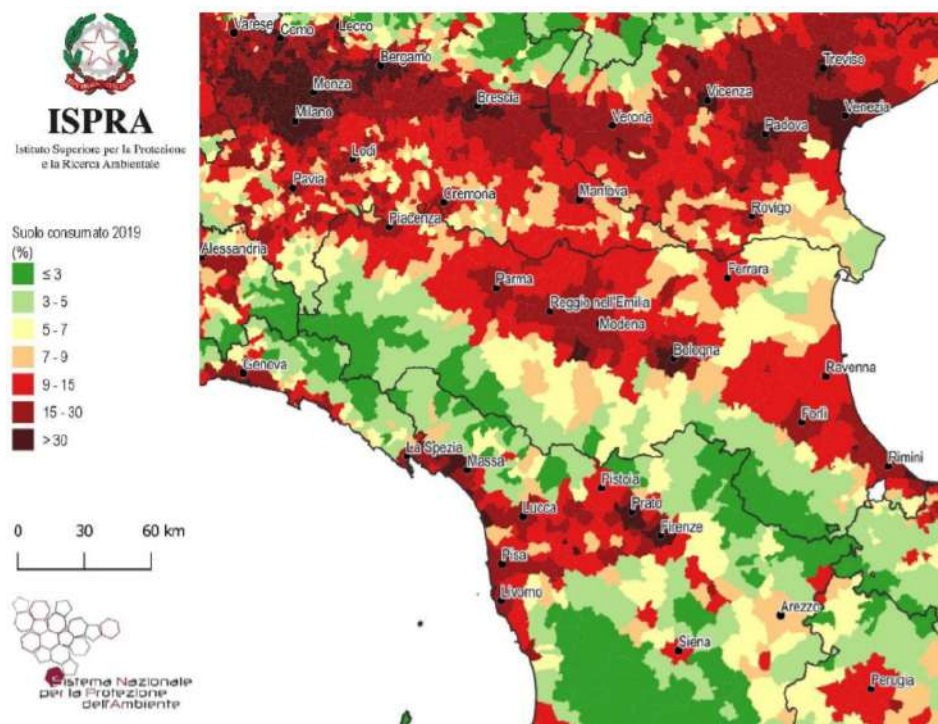 ISPRA
Istituto Superiore per la Protezione
e la Ricerca Ambientale
Suolo consumato 2019
(%)
≤ 3
3 - 5
5 - 7
7 - 9
9 - 15
15 - 30
> 30
0 30 60 km
Sistema Nazionale
per la Protezione
dell'Ambiente
Varese
Como
Lecco
Bergamo
Monza
Milano
Brescia
Verona
Vicenza
Treviso
Padova
Venezia
Lodi
Pavia
Cremona
Mantova
Rovigo
Piacenza
Alessandria
Parma
Ferrara
Reggio nell'Emilia
Modena
Bologna
Genova
Ravenna
Forlì
Rimini
La Spezia
Massa
Pistoia
Lucca
Prato
Firenze
Pisa
Livorno
Arezzo
Siena
Perugia